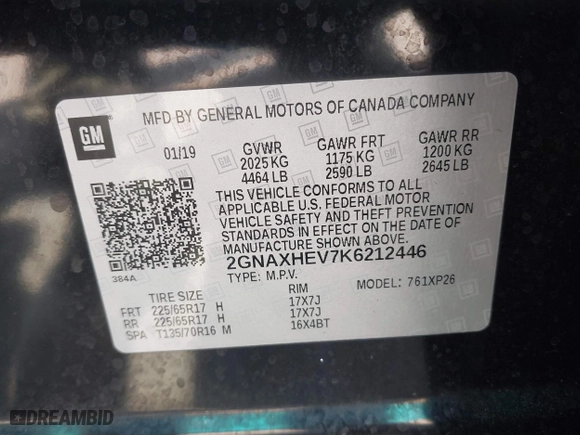 MFD BY GENERAL MOTORS OF CANADA COMPANY
GM
01/19 GVWR GAWR FRT GAWR RR
2025 KG 1175 KG 1200 KG
4464 LB 2590 LB 2645 LB
THIS VEHICLE CONFORMS TO ALL
APPLICABLE U.S. FEDERAL MOTOR
VEHICLE SAFETY AND THEFT PREVENTION
STANDARDS IN EFFECT ON THE DATE OF
MANUFACTURE SHOWN ABOVE.
384A
2GNAXHEV7K6212446
TYPE: M.P.V. MODEL: 761XP26
TIRE SIZE RIM
FRT 225/65R17 H 17X7J
RR 225/65R17 H 17X7J
SPA T135/70R16 M 16X4BT
DREAMBID